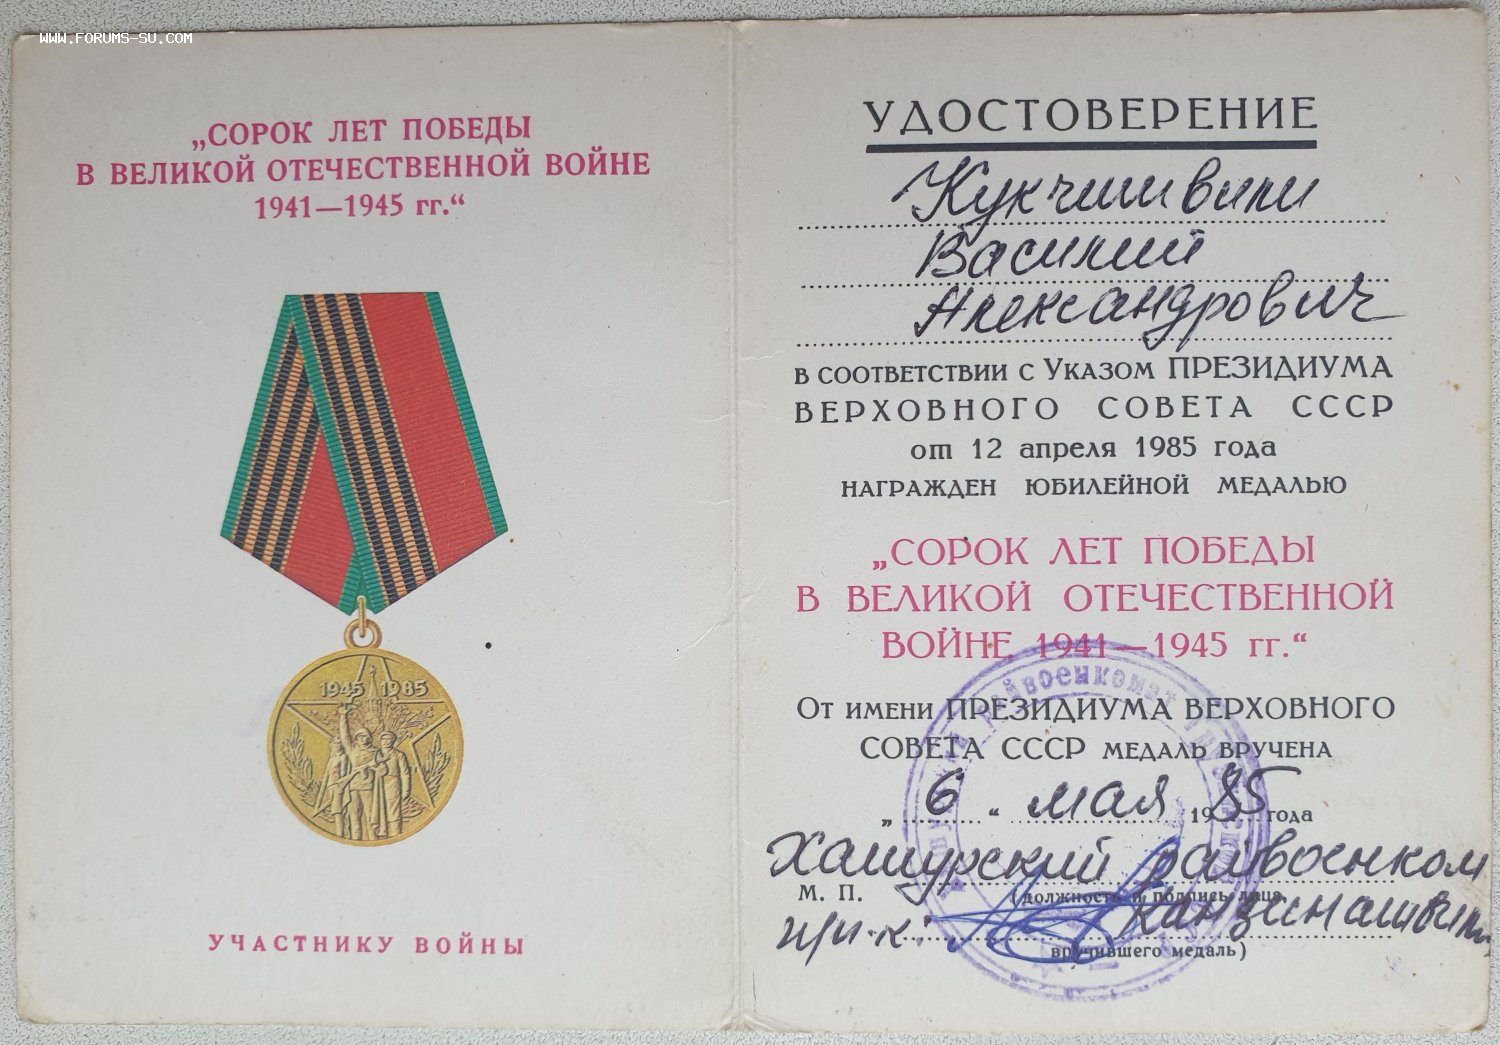 WWW.FORUMS-SU.COM
„СОРОК ЛЕТ ПОБЕДЫ
В ВЕЛИКОЙ ОТЕЧЕСТВЕННОЙ ВОЙНЕ
1941—1945 гг.“
1945 1985
УЧАСТНИКУ ВОЙНЫ
УДОСТОВЕРЕНИЕ
Кукчишвили
Василий
Александрович
В СООТВЕТСТВИИ С УКАЗОМ ПРЕЗИДИУМА
ВЕРХОВНОГО СОВЕТА СССР
от 12 апреля 1985 года
НАГРАЖДЕН ЮБИЛЕЙНОЙ МЕДАЛЬЮ
„СОРОК ЛЕТ ПОБЕДЫ
В ВЕЛИКОЙ ОТЕЧЕСТВЕННОЙ
ВОЙНЕ 1941—1945 гг.“
ОТ ИМЕНИ ПРЕЗИДИУМА ВЕРХОВНОГО
СОВЕТА СССР МЕДАЛЬ ВРУЧЕНА
„6“ мая 1985 года
Хашурский райвоенком
М. П. (должность и подпись лица,
п/п-к.
вручившего медаль)